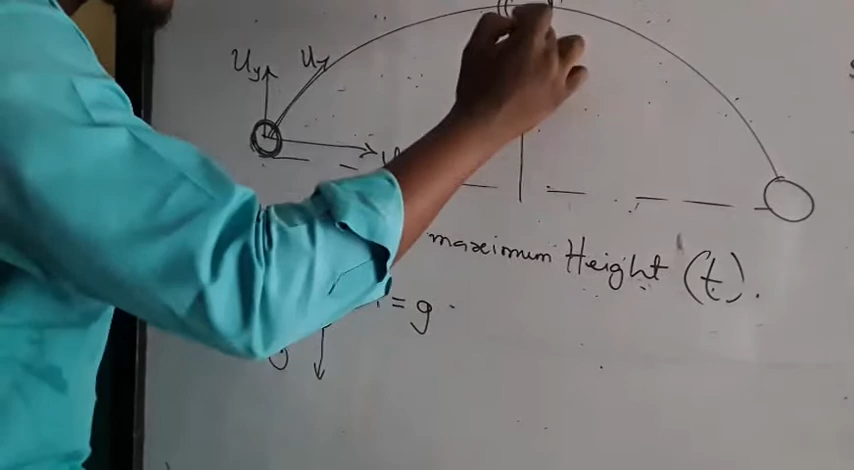 Uy U
maximum Height (t).
= g.